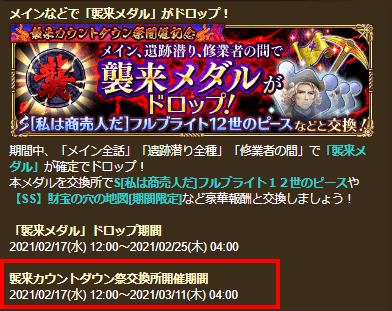 メインなどで「襲来メダル」がドロップ！
襲来カウントダウン祭開催記念
襲
メイン、遺跡潜り、修業者の間で
襲来メダルが
ドロップ！
S[私は商売人だ]フルブライト12世のピースなどと交換！
期間中、「メイン全話」「遺跡潜り全種」「修業者の間」で「襲来メ
ダル」が確定でドロップ！
本メダルを交換所でS[私は商売人だ]フルブライト１２世のピースや
【SS】財宝の穴の地図[期間限定]など豪華報酬と交換しましょう！
「襲来メダル」ドロップ期間
2021/02/17(水) 12:00～2021/02/25(木) 04:00
襲来カウントダウン祭交換所開催期間
2021/02/17(水) 12:00～2021/03/11(木) 04:00